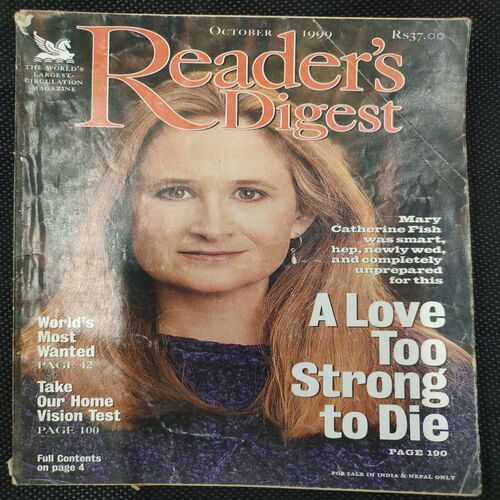 October 1999 Rs37.00
THE WORLD'S
LARGEST-
CIRCULATION
MAGAZINE
Reader's
Digest
Mary
Catherine Fish
was smart,
hep, newly wed,
and completely
unprepared
for this
A Love
Too
Strong
to Die
PAGE 190
World's
Most
Wanted
PAGE 42
Take
Our Home
Vision Test
PAGE 100
Full Contents
on page 4
FOR SALE IN INDIA & NEPAL ONLY